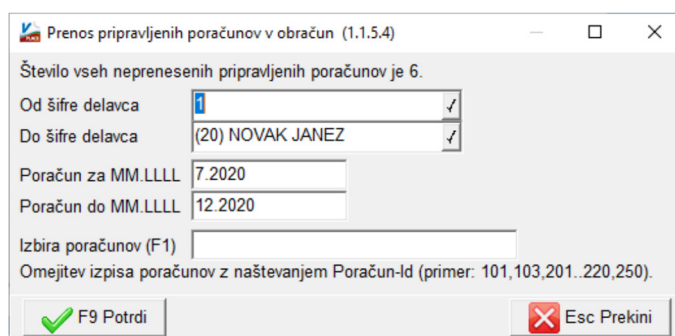 Prenos pripravljenih poračunov v obračun (1.1.5.4)
Število vseh neprenesenih pripravljenih poračunov je 6.
Od šifre delavca 1
Do šifre delavca (20) NOVAK JANEZ
Poračun za MM.LLLL 7.2020
Poračun do MM.LLLL 12.2020
Izbira poračunov (F1)
Omejitev izpisa poračunov z naštevanjem Poračun-Id (primer: 101,103,201..220,250).
F9 Potrdi Esc Prekini